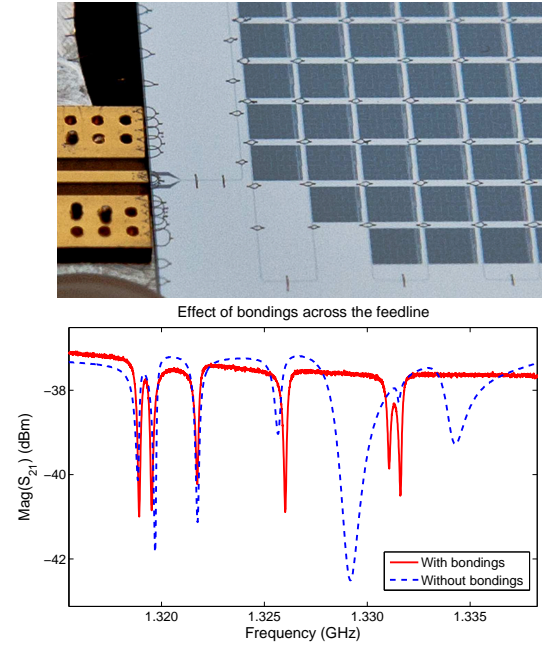 Effect of bondings across the feedline
Mag(S21) (dBm)
−38
−40
−42
1.320
1.325
1.330
1.335
Frequency (GHz)
With bondings
Without bondings